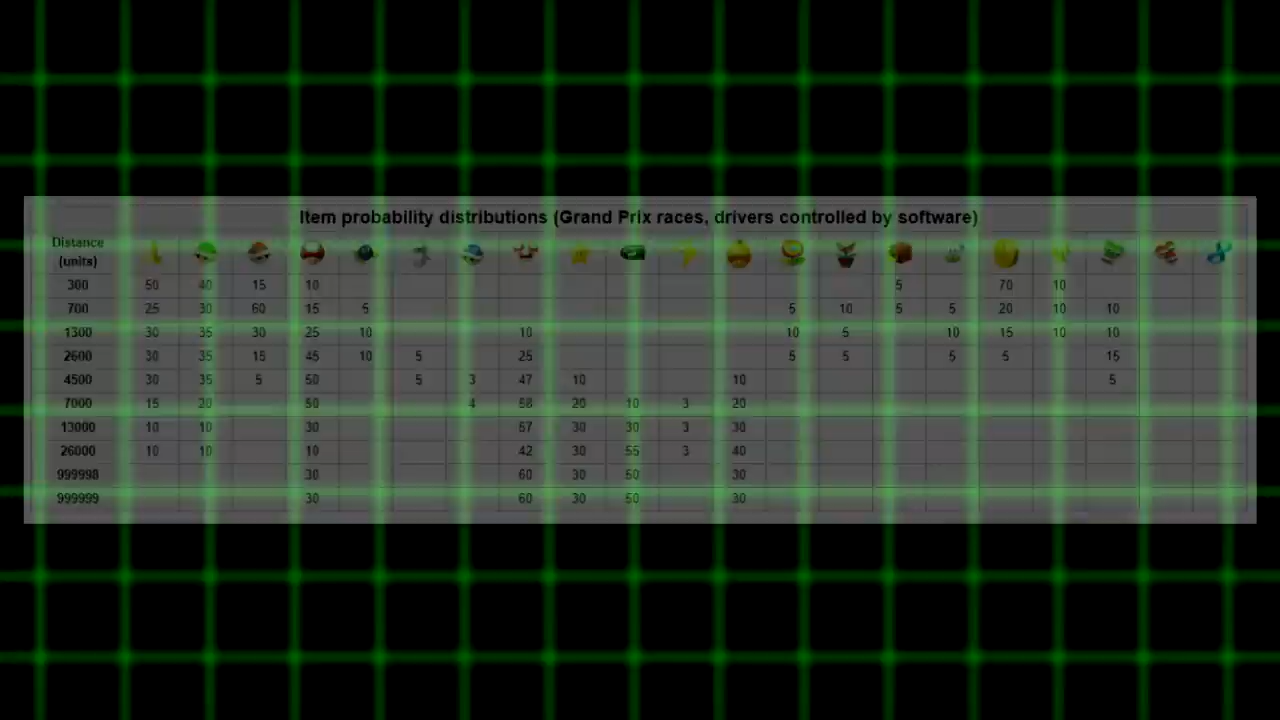 Item probability distributions (Grand Prix races, drivers controlled by software)
Distance
(units)
300 50 40 15 10 5 70 10
700 25 30 60 15 5 5 10 5 5 20 10 10
1300 30 35 30 25 10 10 10 5 10 15 10 10
2600 30 35 15 45 10 5 25 5 5 5 5 15
4500 30 35 5 50 5 3 47 10 10 5
7000 15 20 50 4 58 20 10 3 20
13000 10 10 30 57 30 30 3 30
26000 10 10 10 42 30 55 3 40
999998 30 60 30 50 30
999999 30 60 30 50 30